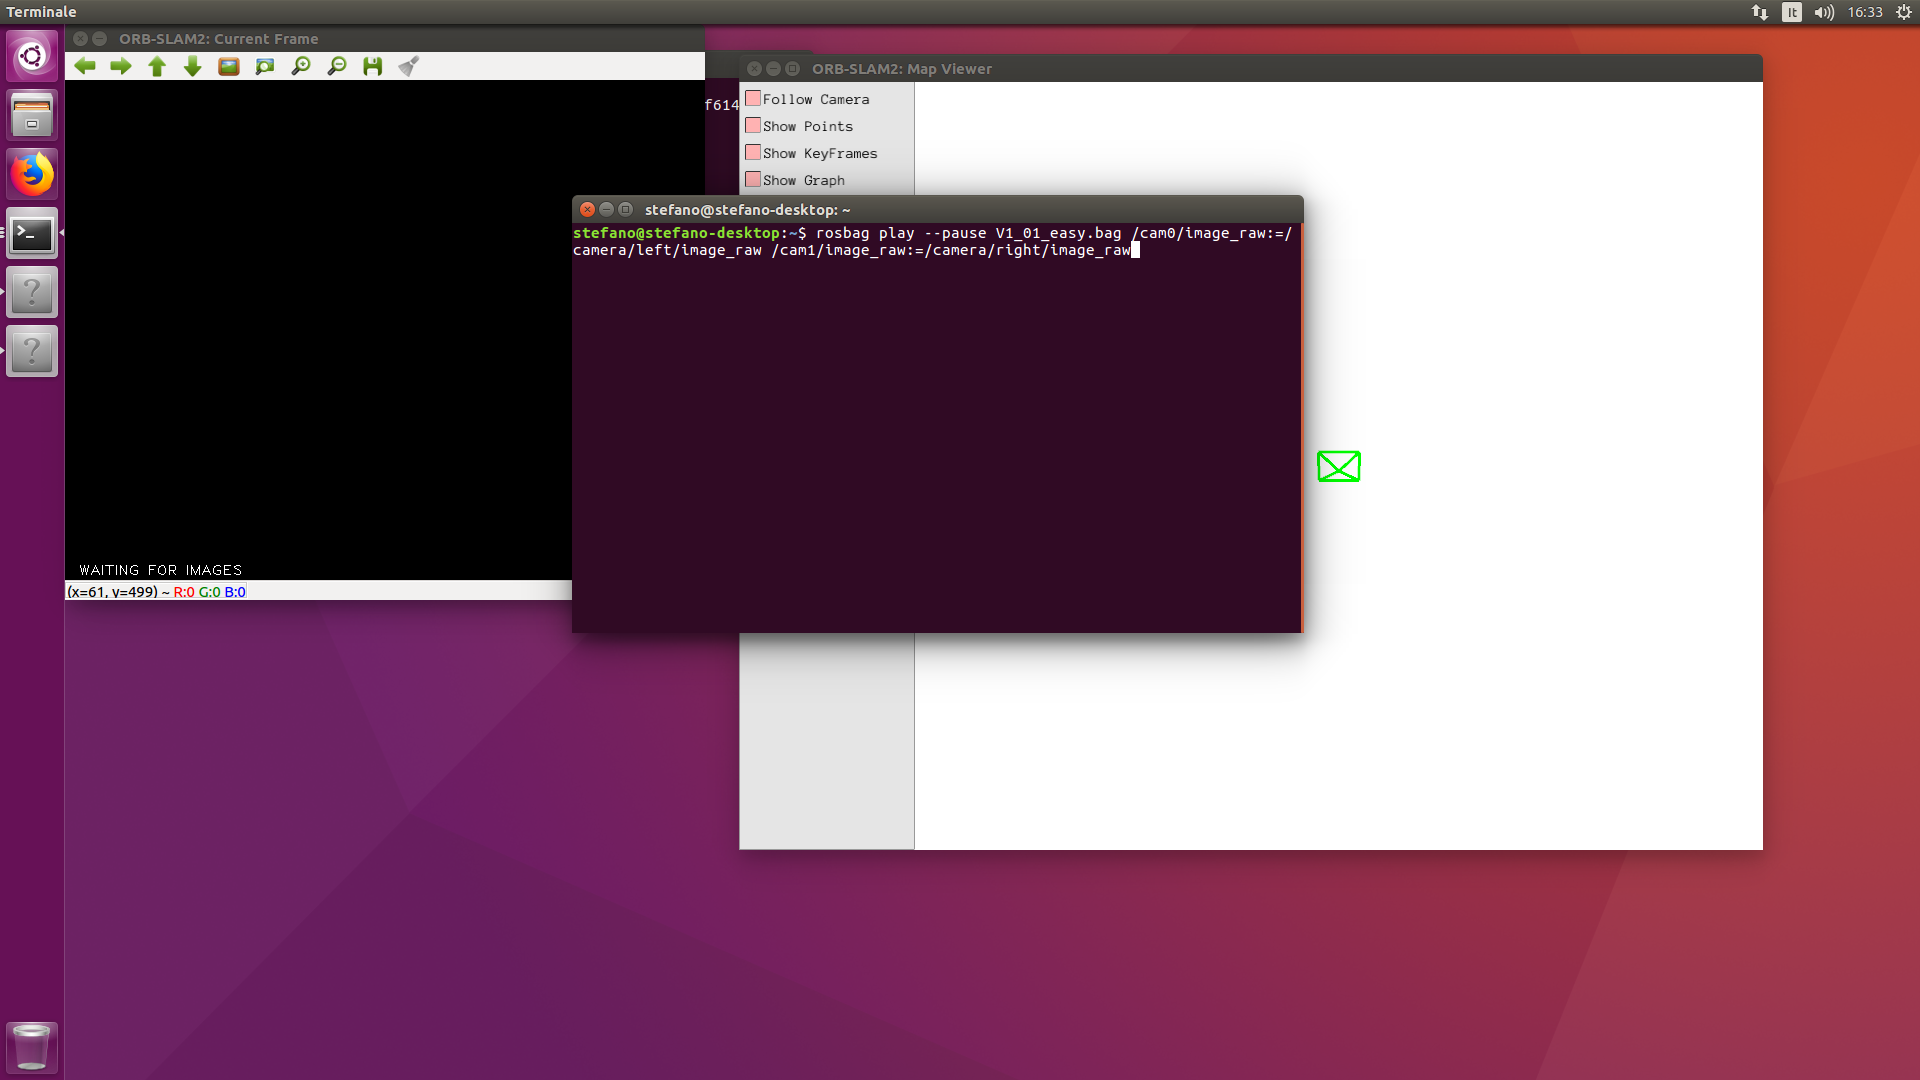 Terminale
It
16:33
ORB-SLAM2: Current Frame
WAITING FOR IMAGES
(x=61, y=499) ~ R:0 G:0 B:0
f614
ORB-SLAM2: Map Viewer
Follow Camera
Show Points
Show KeyFrames
Show Graph
stefano@stefano-desktop: ~
stefano@stefano-desktop:~$ rosbag play --pause V1_01_easy.bag /cam0/image_raw:=/
camera/left/image_raw /cam1/image_raw:=/camera/right/image_raw